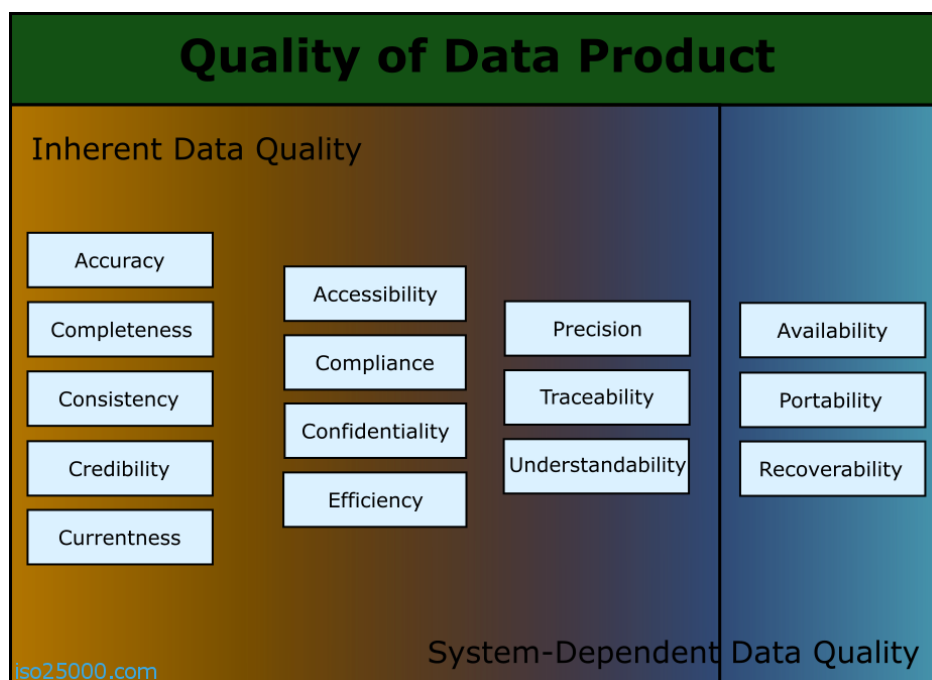 Quality of Data Product
Inherent Data Quality
Accuracy
Completeness
Consistency
Credibility
Currentness
Accessibility
Compliance
Confidentiality
Efficiency
Precision
Traceability
Understandability
Availability
Portability
Recoverability
System-Dependent Data Quality
iso25000.com